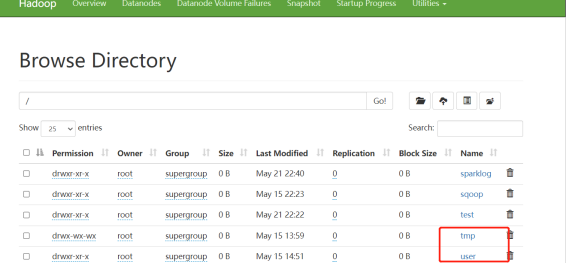 Hadoop Overview Datanodes Datanode Volume Failures Snapshot Startup Progress Utilities
Browse Directory
/ Go!
Show 25 entries Search:
Permission Owner Group Size Last Modified Replication Block Size Name
drwxr-xr-x root supergroup 0 B May 21 22:40 0 0 B sparklog
drwxr-xr-x root supergroup 0 B May 15 22:23 0 0 B sqoop
drwxr-xr-x root supergroup 0 B May 21 22:22 0 0 B test
drwx-wx-wx root supergroup 0 B May 15 13:59 0 0 B tmp
drwxr-xr-x root supergroup 0 B May 15 14:51 0 0 B user